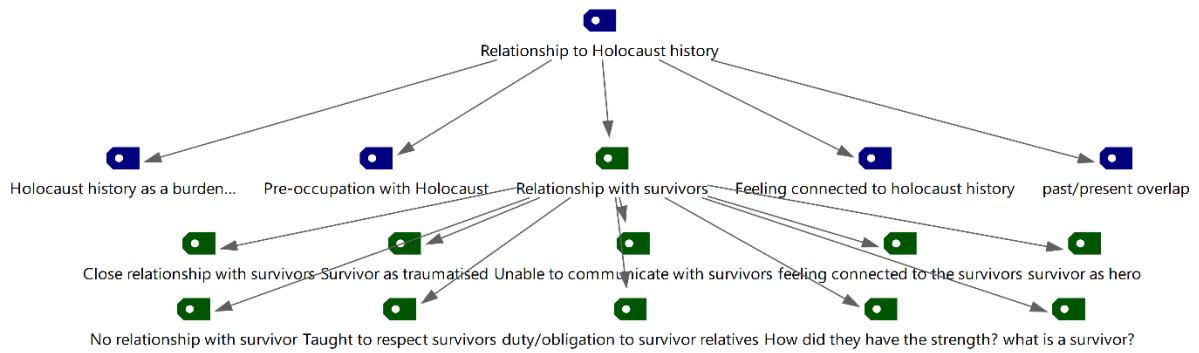 Relationship to Holocaust history
Holocaust history as a burden... Pre-occupation with Holocaust Relationship with survivors Feeling connected to holocaust history past/present overlap
Close relationship with survivors Survivor as traumatised Unable to communicate with survivors feeling connected to the survivors survivor as hero
No relationship with survivor Taught to respect survivors duty/obligation to survivor relatives How did they have the strength? what is a survivor?